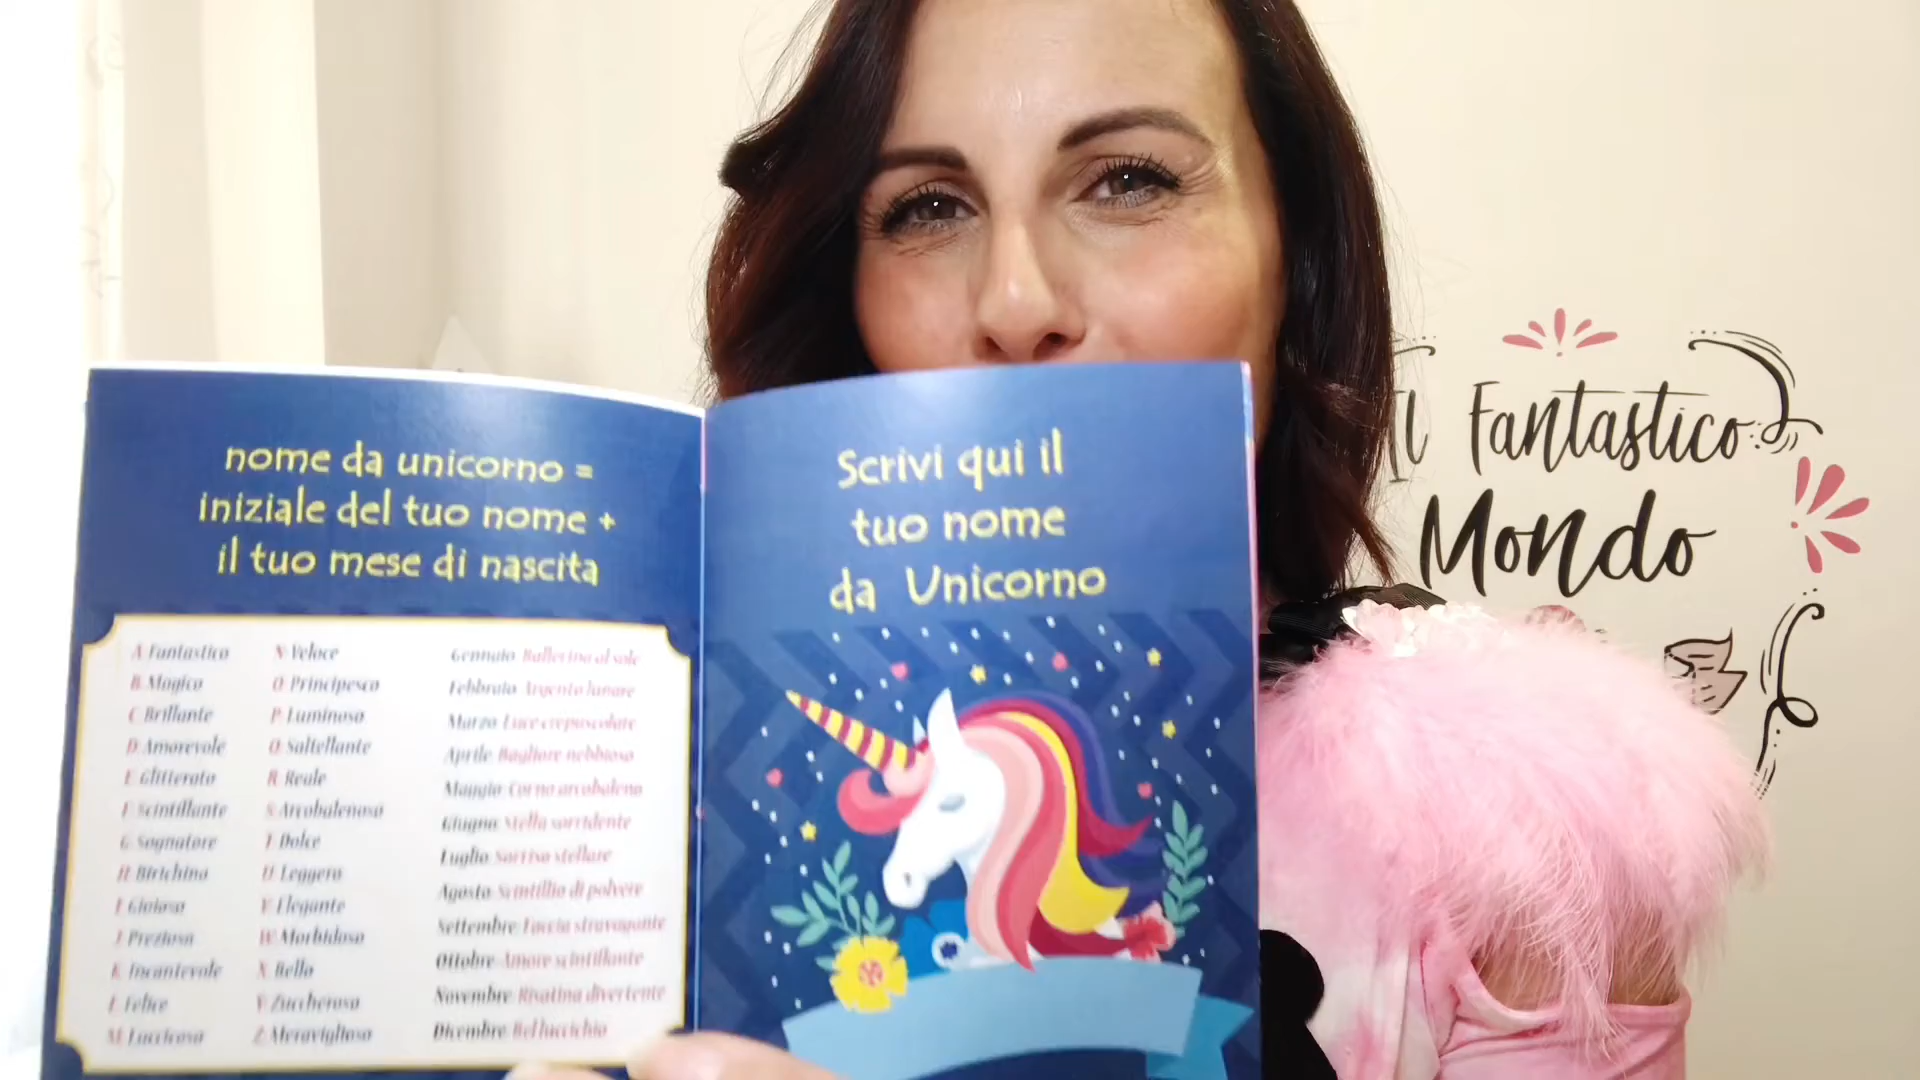 nome da unicorno =
iniziale del tuo nome +
il tuo mese di nascita
A Fantastico
B Magico
C Brillante
D Amorevole
E Glitterato
F Scintillante
G Sognatore
H Birichino
I Gioioso
J Prezioso
K Incantevole
L Felice
M Luccicoso
N Veloce
O Principesco
P Luminoso
Q Saltellante
R Reale
S Arcobalenoso
T Dolce
U Leggero
V Elegante
W Morbidoso
X Bello
Y Zuccheroso
Z Meraviglioso
Gennaio Ballerino al sole
Febbraio Argento lunare
Marzo Luce crepuscolare
Aprile Bagliore nebbioso
Maggio Corno arcobaleno
Giugno Stella sorridente
Luglio Sorriso stellare
Agosto Scintillio di polvere
Settembre Faccia stravagante
Ottobre Amore scintillante
Novembre Risatina divertente
Dicembre Bel luccichio
Scrivi qui il
tuo nome
da Unicorno
Il Fantastico
Mondo